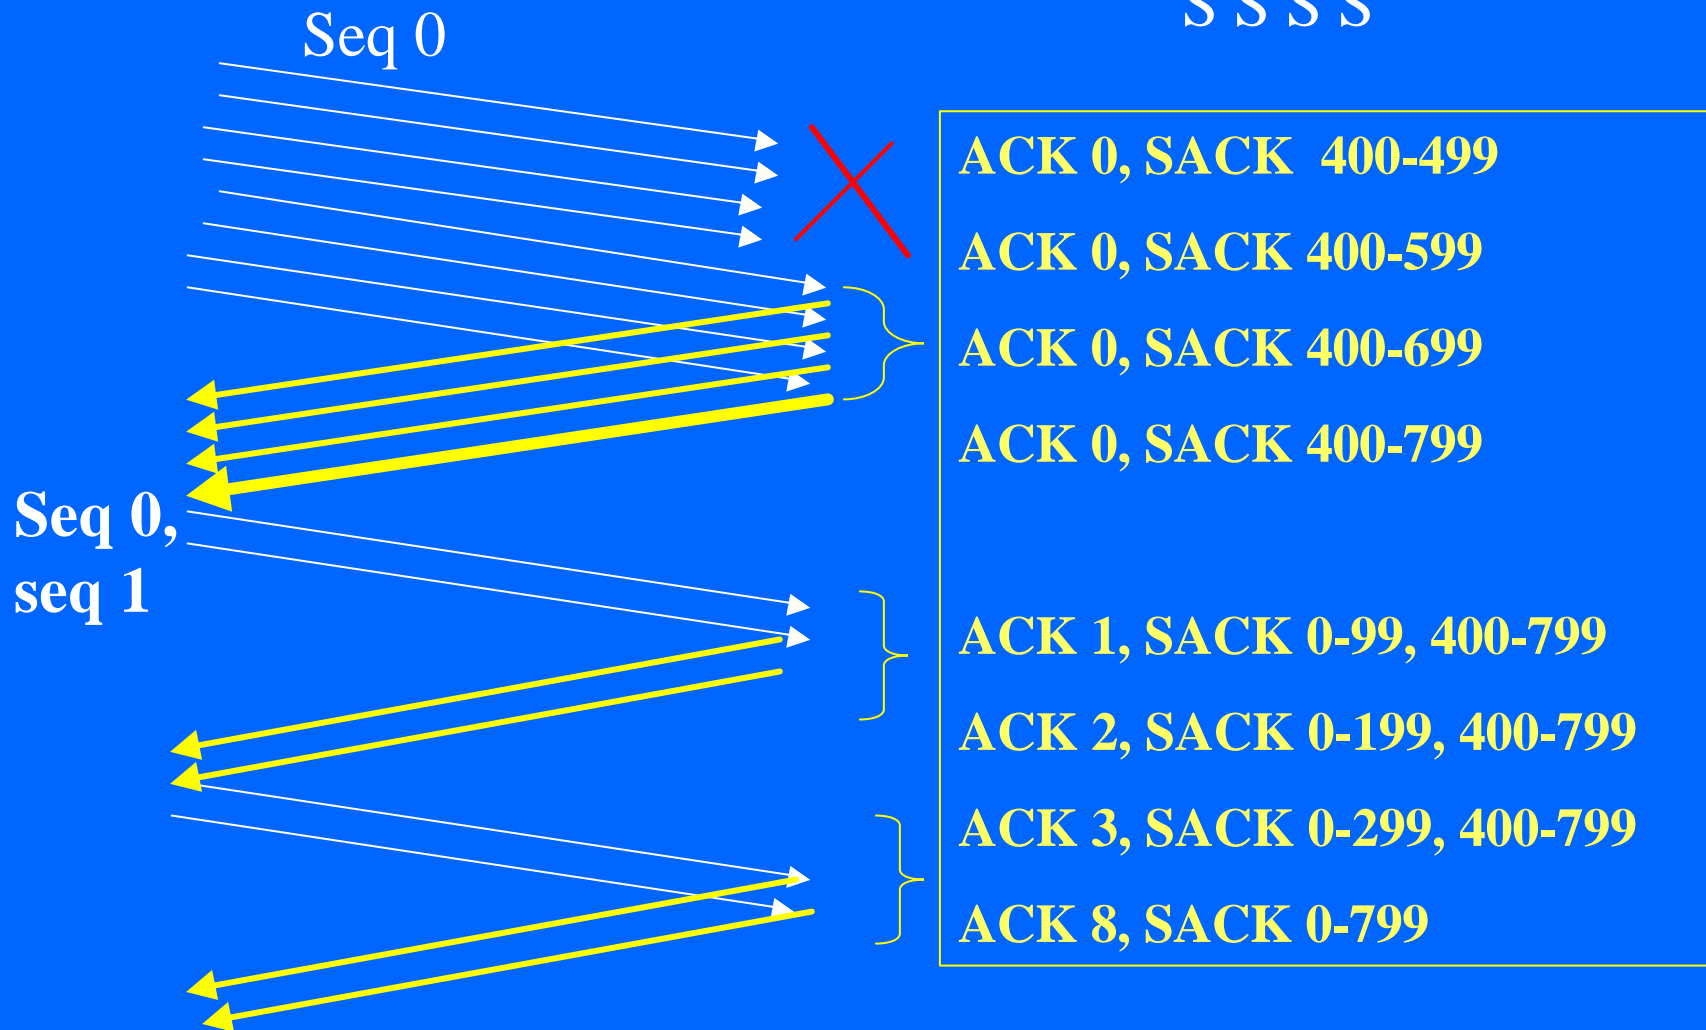 S S S S
Seq 0
ACK 0, SACK 400-499
ACK 0, SACK 400-599
ACK 0, SACK 400-699
ACK 0, SACK 400-799
Seq 0,
seq 1
ACK 1, SACK 0-99, 400-799
ACK 2, SACK 0-199, 400-799
ACK 3, SACK 0-299, 400-799
ACK 8, SACK 0-799